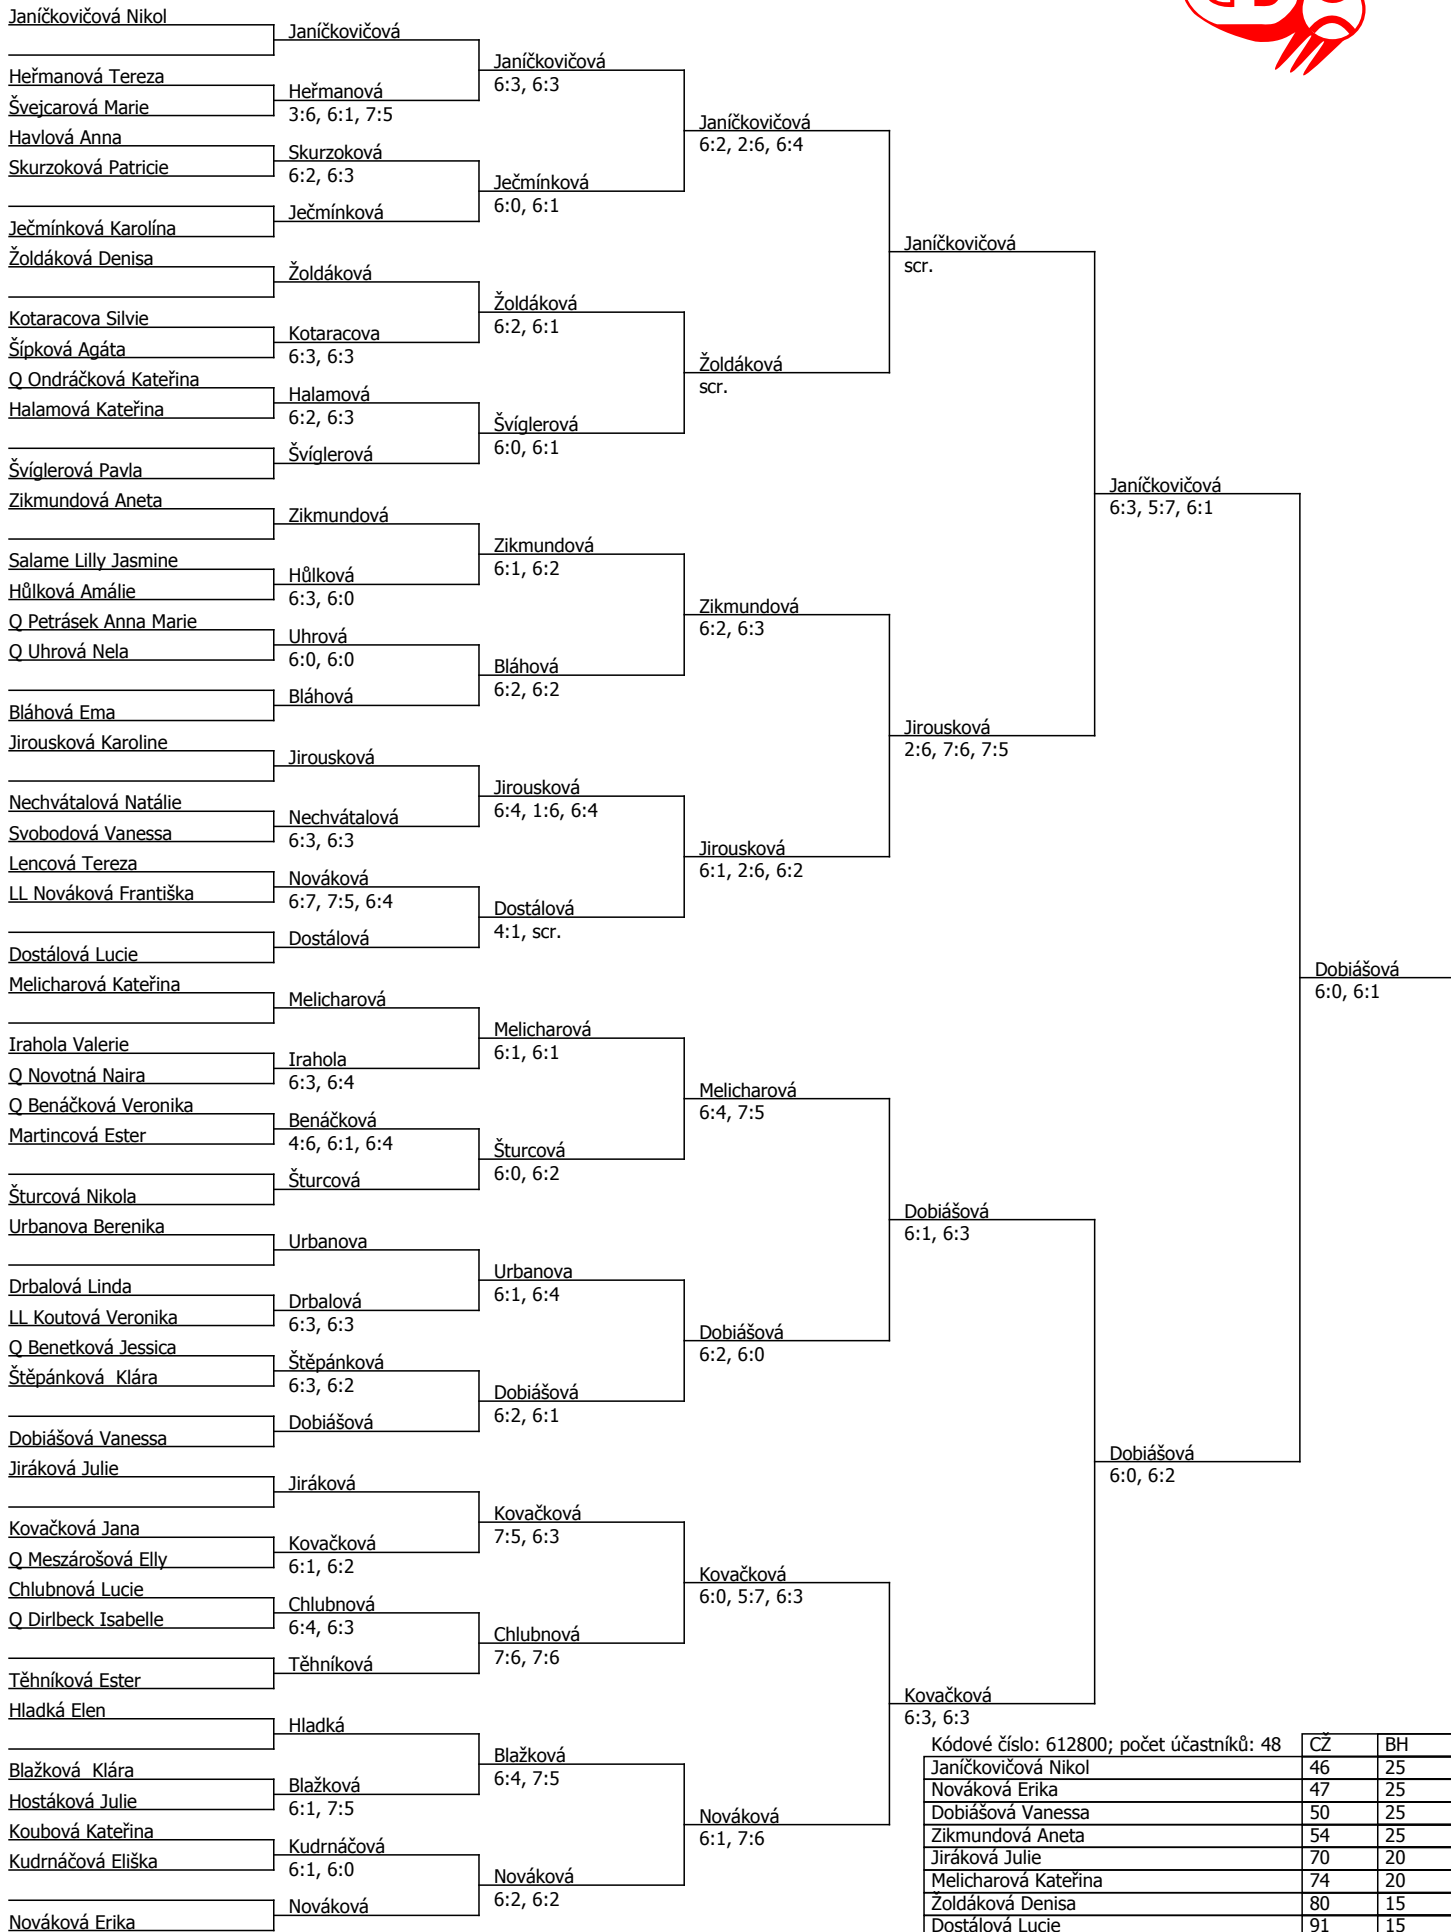 Janíčkovičová Nikol
Heřmanová Tereza
Švejcarová Marie
Havlová Anna
Skurzoková Patricie
Ječmínková Karolína
Žoldáková Denisa
Kotaracova Silvie
Šípková Agáta
Q Ondráčková Kateřina
Halamová Kateřina
Švíglerová Pavla
Zikmundová Aneta
Salame Lilly Jasmine
Hůlková Amálie
Q Petrásek Anna Marie
Q Uhrová Nela
Bláhová Ema
Jirousková Karoline
Nechvátalová Natálie
Svobodová Vanessa
Lencová Tereza
LL Nováková Františka
Dostálová Lucie
Melicharová Kateřina
Irahola Valerie
Q Novotná Naira
Q Benáčková Veronika
Martincová Ester
Šturcová Nikola
Urbanova Berenika
Drbalová Linda
LL Koutová Veronika
Q Benetková Jessica
Štěpánková  Klára
Dobiášová Vanessa
Jiráková Julie
Kovačková Jana
Q Meszárošová Elly
Chlubnová Lucie
Q Dirlbeck Isabelle
Těhníková Ester
Hladká Elen
Blažková  Klára
Hostáková Julie
Koubová Kateřina
Kudrnáčová Eliška
Nováková Erika
Janíčkovičová
Heřmanová
3:6, 6:1, 7:5
Skurzoková
6:2, 6:3
Ječmínková
Žoldáková
Kotaracova
6:3, 6:3
Halamová
6:2, 6:3
Švíglerová
Zikmundová
Hůlková
6:3, 6:0
Uhrová
6:0, 6:0
Bláhová
Jirousková
Nechvátalová
6:3, 6:3
Nováková
6:7, 7:5, 6:4
Dostálová
Melicharová
Irahola
6:3, 6:4
Benáčková
4:6, 6:1, 6:4
Šturcová
Urbanova
Drbalová
6:3, 6:3
Štěpánková
6:3, 6:2
Dobiášová
Jiráková
Kovačková
6:1, 6:2
Chlubnová
6:4, 6:3
Těhníková
Hladká
Blažková
6:1, 7:5
Kudrnáčová
6:1, 6:0
Nováková
Janíčkovičová
6:3, 6:3
Ječmínková
6:0, 6:1
Žoldáková
6:2, 6:1
Švíglerová
6:0, 6:1
Zikmundová
6:1, 6:2
Bláhová
6:2, 6:2
Jirousková
6:4, 1:6, 6:4
Dostálová
4:1, scr.
Melicharová
6:1, 6:1
Šturcová
6:0, 6:2
Urbanova
6:1, 6:4
Dobiášová
6:2, 6:1
Kovačková
7:5, 6:3
Chlubnová
7:6, 7:6
Blažková
6:4, 7:5
Nováková
6:2, 6:2
Janíčkovičová
6:2, 2:6, 6:4
Žoldáková
scr.
Zikmundová
6:2, 6:3
Jirousková
6:1, 2:6, 6:2
Melicharová
6:4, 7:5
Dobiášová
6:2, 6:0
Kovačková
6:0, 5:7, 6:3
Nováková
6:1, 7:6
Janíčkovičová
scr.
Jirousková
2:6, 7:6, 7:5
Dobiášová
6:1, 6:3
Kovačková
6:3, 6:3
Janíčkovičová
6:3, 5:7, 6:1
Dobiášová
6:0, 6:2
Dobiášová
6:0, 6:1
Kódové číslo: 612800; počet účastníků: 48 CŽ BH
Janíčkovičová Nikol 46 25
Nováková Erika 47 25
Dobiášová Vanessa 50 25
Zikmundová Aneta 54 25
Jiráková Julie 70 20
Melicharová Kateřina 74 20
Žoldáková Denisa 80 15
Dostálová Lucie 91 15